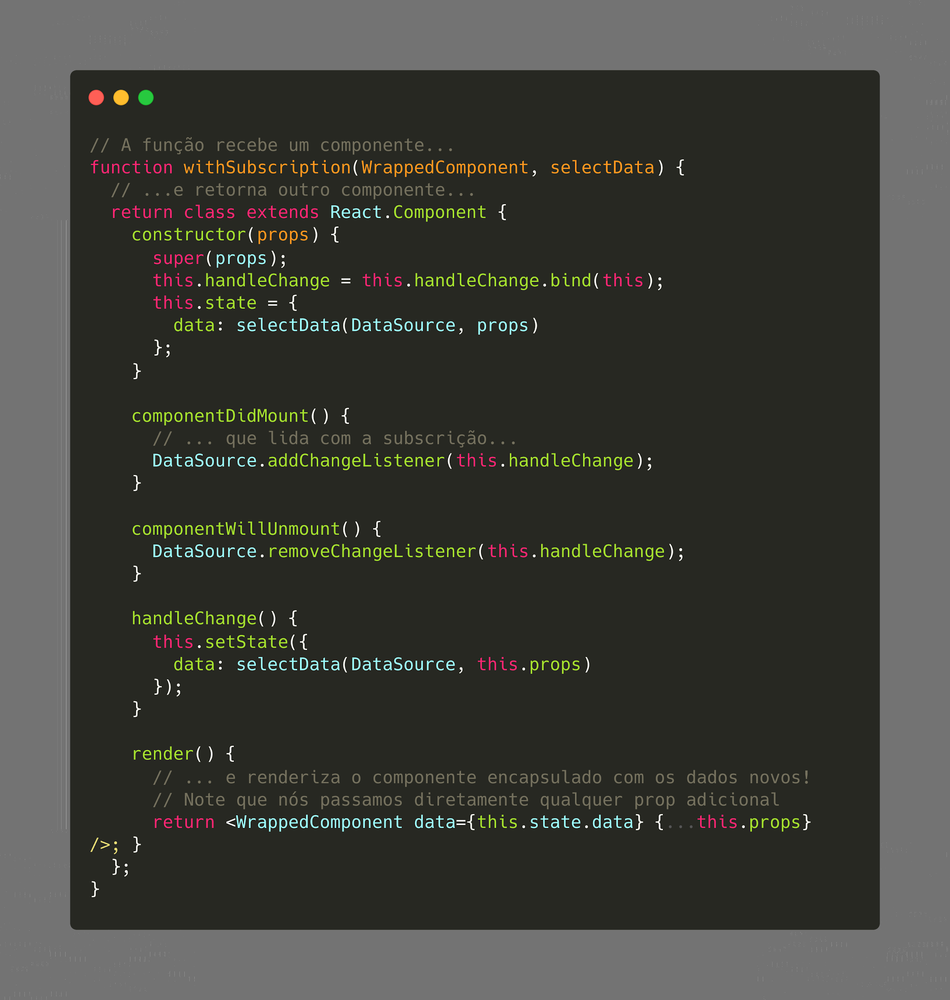 // A função recebe um componente...
function withSubscription(WrappedComponent, selectData) {
  // ...e retorna outro componente...
  return class extends React.Component {
    constructor(props) {
      super(props);
      this.handleChange = this.handleChange.bind(this);
      this.state = {
        data: selectData(DataSource, props)
      };
    }

    componentDidMount() {
      // ... que lida com a subscrição...
      DataSource.addChangeListener(this.handleChange);
    }

    componentWillUnmount() {
      DataSource.removeChangeListener(this.handleChange);
    }

    handleChange() {
      this.setState({
        data: selectData(DataSource, this.props)
      });
    }

    render() {
      // ... e renderiza o componente encapsulado com os dados novos!
      // Note que nós passamos diretamente qualquer prop adicional
      return <WrappedComponent data={this.state.data} {...this.props}
/>; }
  };
}